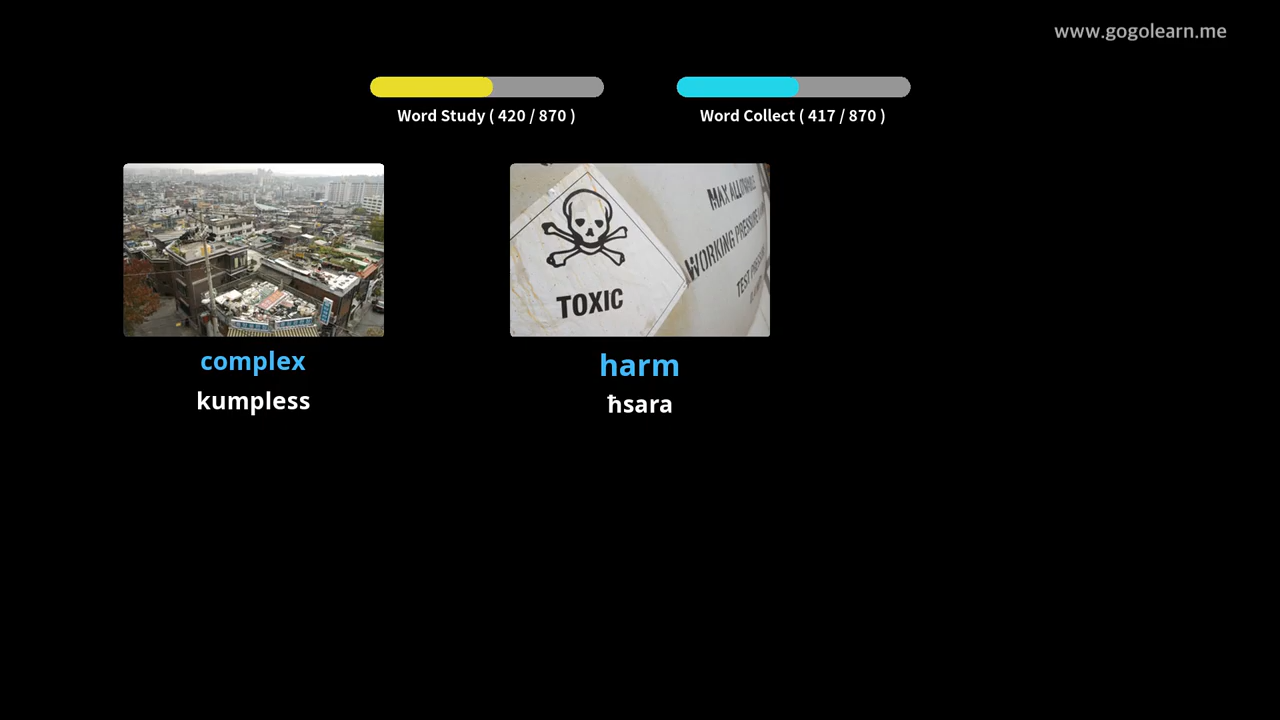 www.gogolearn.me
Word Study ( 420 / 870 )
Word Collect ( 417 / 870 )
TOXIC
MAX ALLOWABLE
WORKING PRESSURE
TEST
complex
harm
kumpless
ħsara